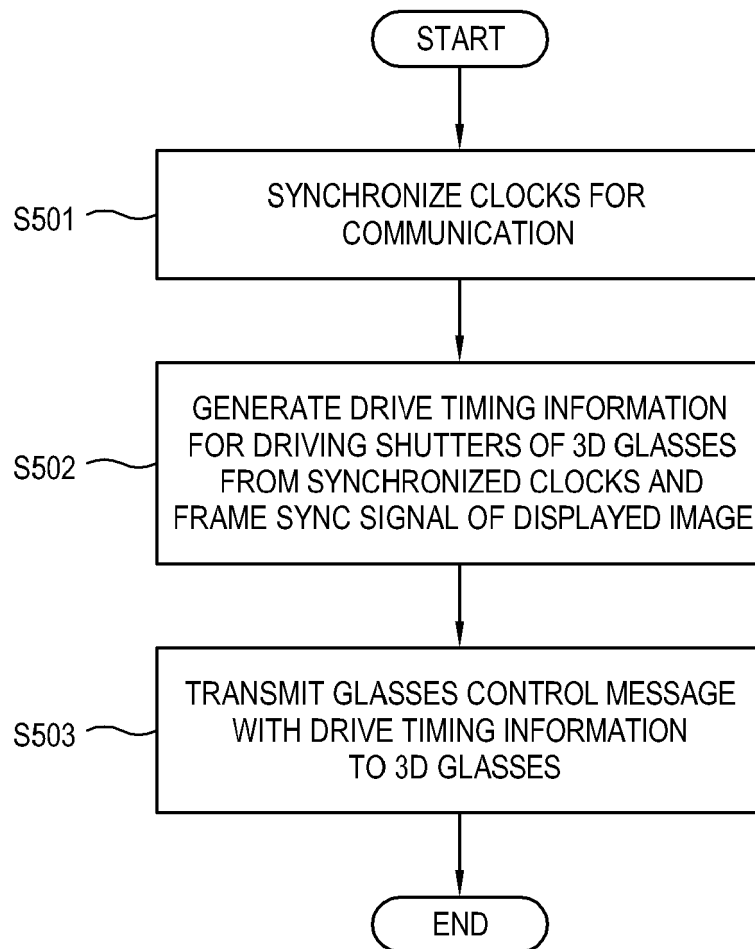 START
S501
SYNCHRONIZE CLOCKS FOR
COMMUNICATION
S502
GENERATE DRIVE TIMING INFORMATION
FOR DRIVING SHUTTERS OF 3D GLASSES
FROM SYNCHRONIZED CLOCKS AND
FRAME SYNC SIGNAL OF DISPLAYED IMAGE
S503
TRANSMIT GLASSES CONTROL MESSAGE
WITH DRIVE TIMING INFORMATION
TO 3D GLASSES
END